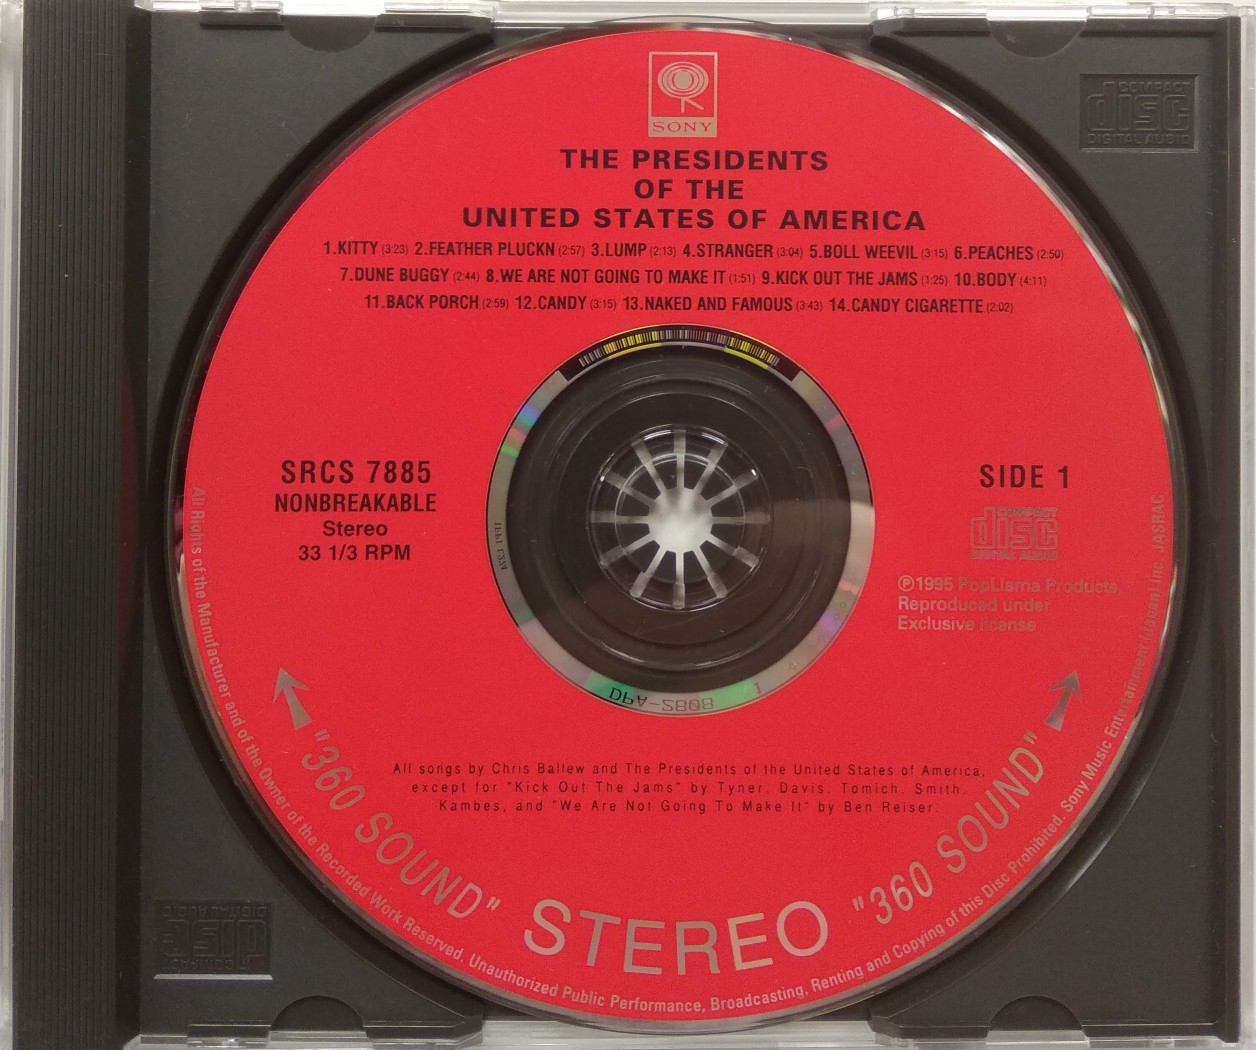 SONY
THE PRESIDENTS
OF THE
UNITED STATES OF AMERICA
1.KITTY (3:23) 2.FEATHER PLUCKN (2:57) 3.LUMP (2:13) 4.STRANGER (3:04) 5.BOLL WEEVIL (3:15) 6.PEACHES (2:50)
7.DUNE BUGGY (2:44) 8.WE ARE NOT GOING TO MAKE IT (1:51) 9.KICK OUT THE JAMS (1:25) 10.BODY (4:11)
11.BACK PORCH (2:59) 12.CANDY (3:15) 13.NAKED AND FAMOUS (3:43) 14.CANDY CIGARETTE (2:02)
SRCS 7885
NONBREAKABLE
Stereo
33 1/3 RPM
SIDE 1
COMPACT
disc
DIGITAL AUDIO
℗1995 PopLlama Products,
Reproduced under
Exclusive license
All songs by Chris Ballew and The Presidents of the United States of America,
except for "Kick Out The Jams" by Tyner, Davis, Tomich, Smith,
Kambes, and "We Are Not Going To Make It" by Ben Reiser.
"360 SOUND" STEREO "360 SOUND"
All Rights of the Manufacturer and of the Owner of the Recorded Work Reserved. Unauthorized Public Performance, Broadcasting, Renting and Copying of this Disc Prohibited. Sony Music Entertainment (Japan) Inc. JASRAC
COMPACT
disc
DIGITAL AUDIO
COMPACT
disc
DIGITAL AUDIO